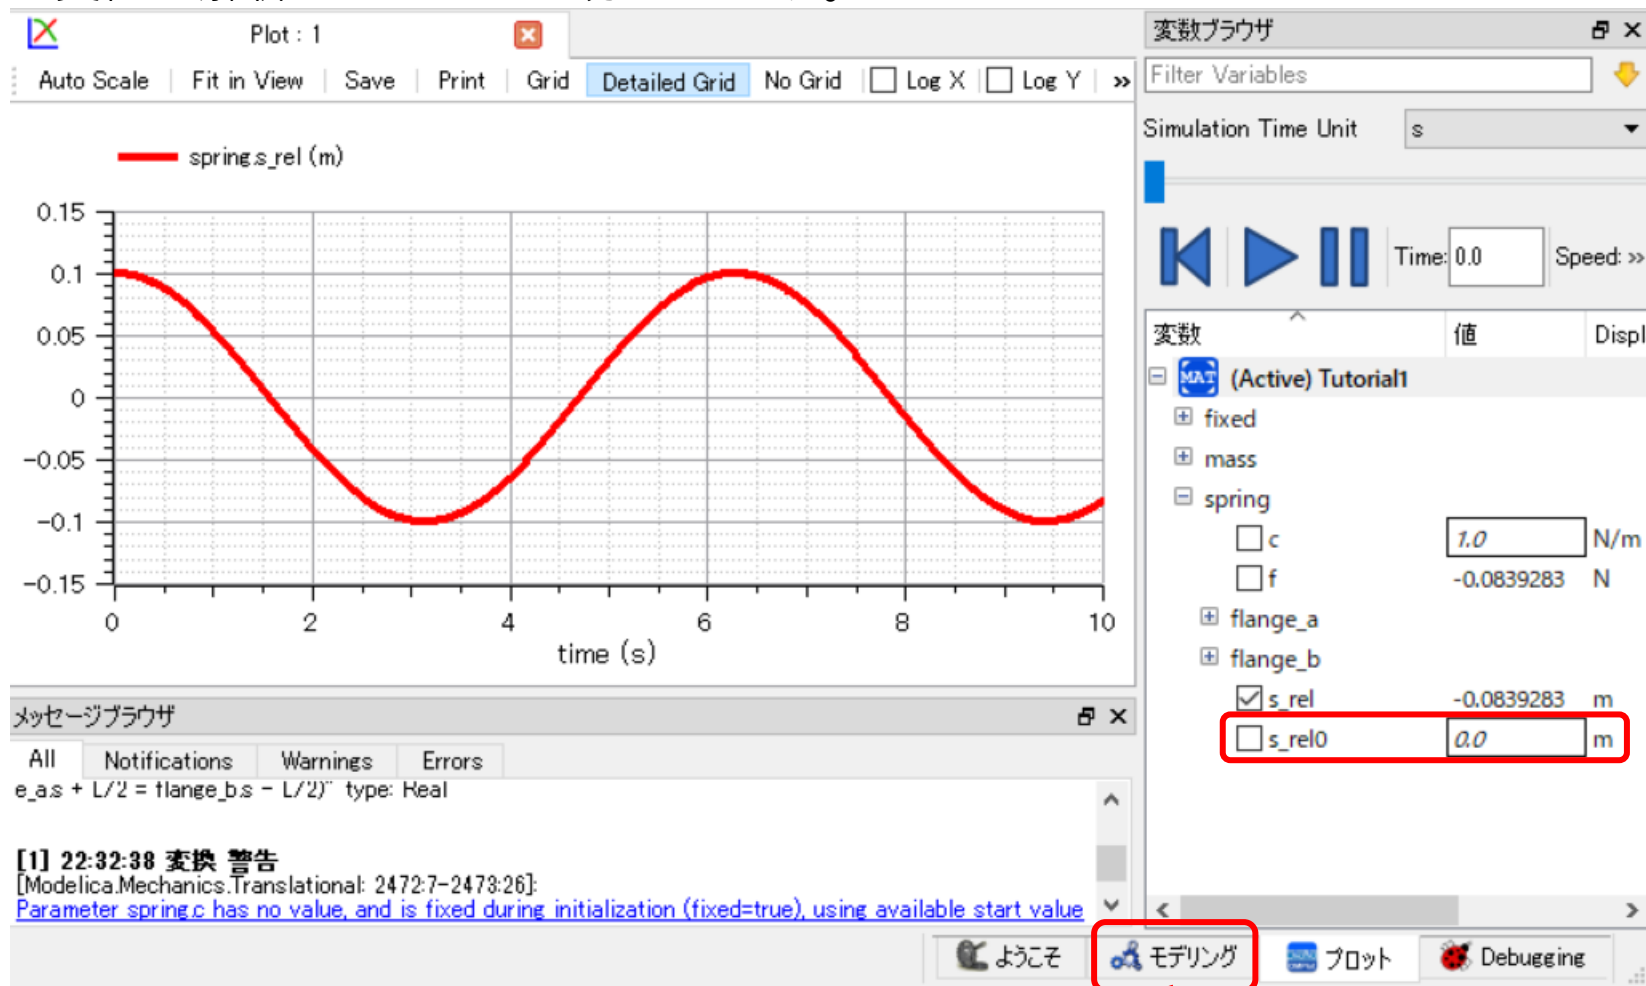 Plot : 1
Auto Scale Fit in View Save Print Grid Detailed Grid No Grid Log X Log Y »
spring.s_rel (m)
0.15
0.1
0.05
0
-0.05
-0.1
-0.15
0 2 4 6 8 10
time (s)
メッセージブラウザ
All Notifications Warnings Errors
e_a.s + L/2 = flange_b.s - L/2)" type: Real
[1] 22:32:38 変換 警告
[Modelica.Mechanics.Translational: 2472:7-2473:26]:
Parameter spring.c has no value, and is fixed during initialization (fixed=true), using available start value
変数ブラウザ
Filter Variables
Simulation Time Unit s
Time: 0.0 Speed: »
変数 値 Displ
MAT (Active) Tutorial1
fixed
mass
spring
c 1.0 N/m
f -0.0839283 N
flange_a
flange_b
s_rel -0.0839283 m
s_rel0 0.0 m
ようこそ モデリング プロット Debugging